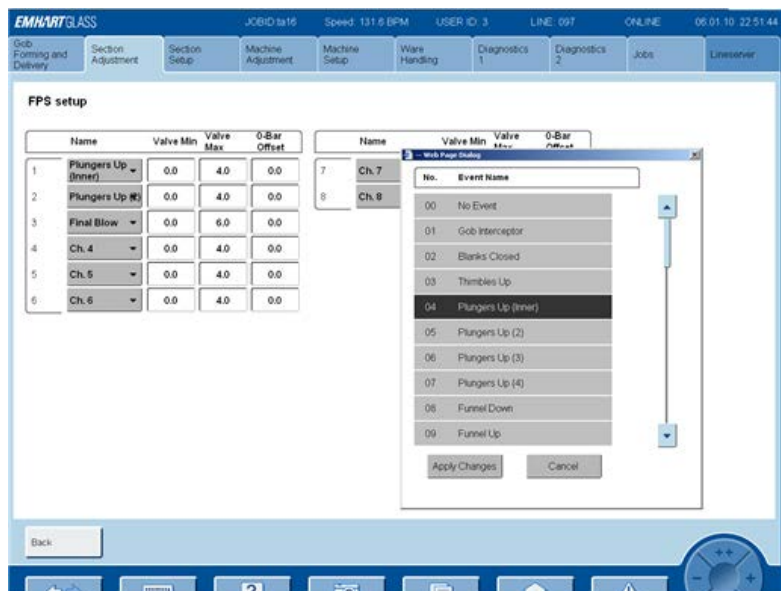 EMHART GLASS
JOBID:ta16
Speed: 131.6 BPM
USER ID: 3
LINE: 097
ONLINE
06.01.10 22:51:44
Gob
Forming and
Delivery
Section
Adjustment
Section
Setup
Machine
Adjustment
Machine
Setup
Ware
Handling
Diagnostics
1
Diagnostics
2
Jobs
Lineserver
FPS setup
Name
Valve Min
Valve
Max
0-Bar
Offset
1
Plungers Up
(Inner)
0.0
4.0
0.0
2
Plungers Up
0.0
4.0
0.0
3
Final Blow
0.0
6.0
0.0
4
Ch. 4
0.0
4.0
0.0
5
Ch. 5
0.0
4.0
0.0
6
Ch. 6
0.0
4.0
0.0
Name
Valve Min
Valve
Max
0-Bar
Offset
7
Ch. 7
8
Ch. 8
-- Web Page Dialog
No.
Event Name
00
No Event
01
Gob Interceptor
02
Blanks Closed
03
Thimbles Up
04
Plungers Up (Inner)
05
Plungers Up (2)
06
Plungers Up (3)
07
Plungers Up (4)
08
Funnel Down
09
Funnel Up
Apply Changes
Cancel
Back
++
-
+